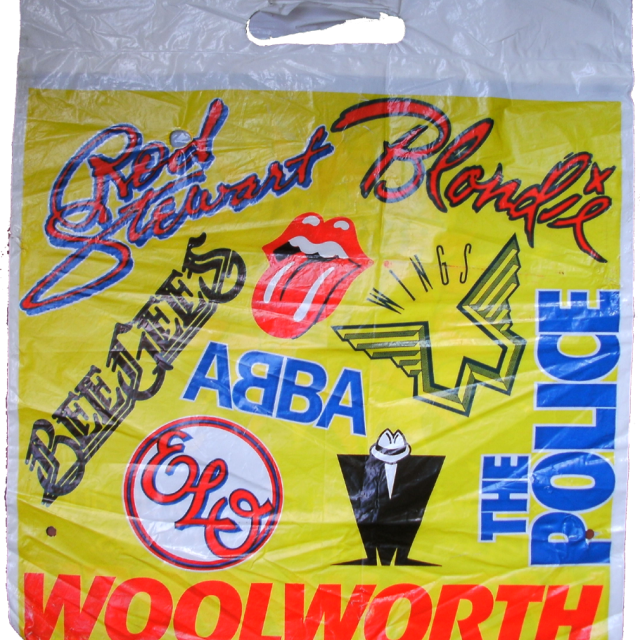 Rod
Stewart
Blondie
BEE GEES
WINGS
ABBA
ELO
THE
POLICE
WOOLWORTH